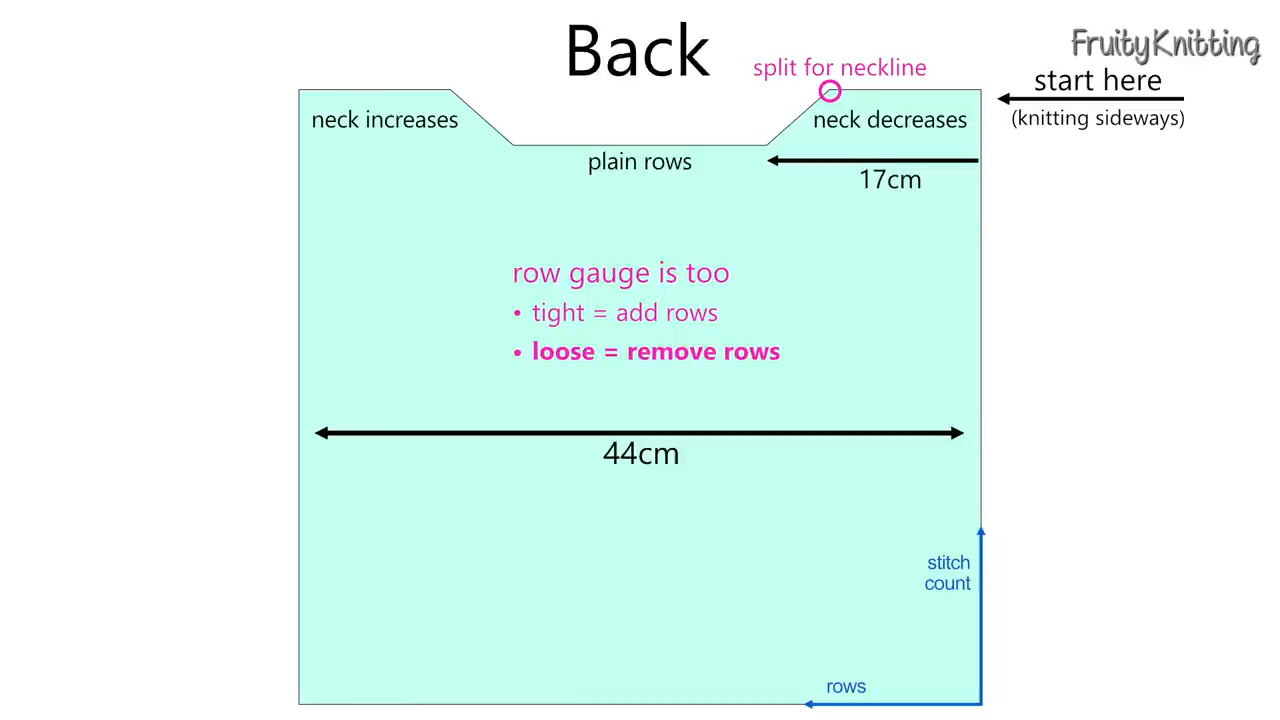 Back
FruityKnitting
split for neckline
start here
(knitting sideways)
neck increases
neck decreases
plain rows
17cm
row gauge is too
• tight = add rows
• loose = remove rows
44cm
stitch
count
rows